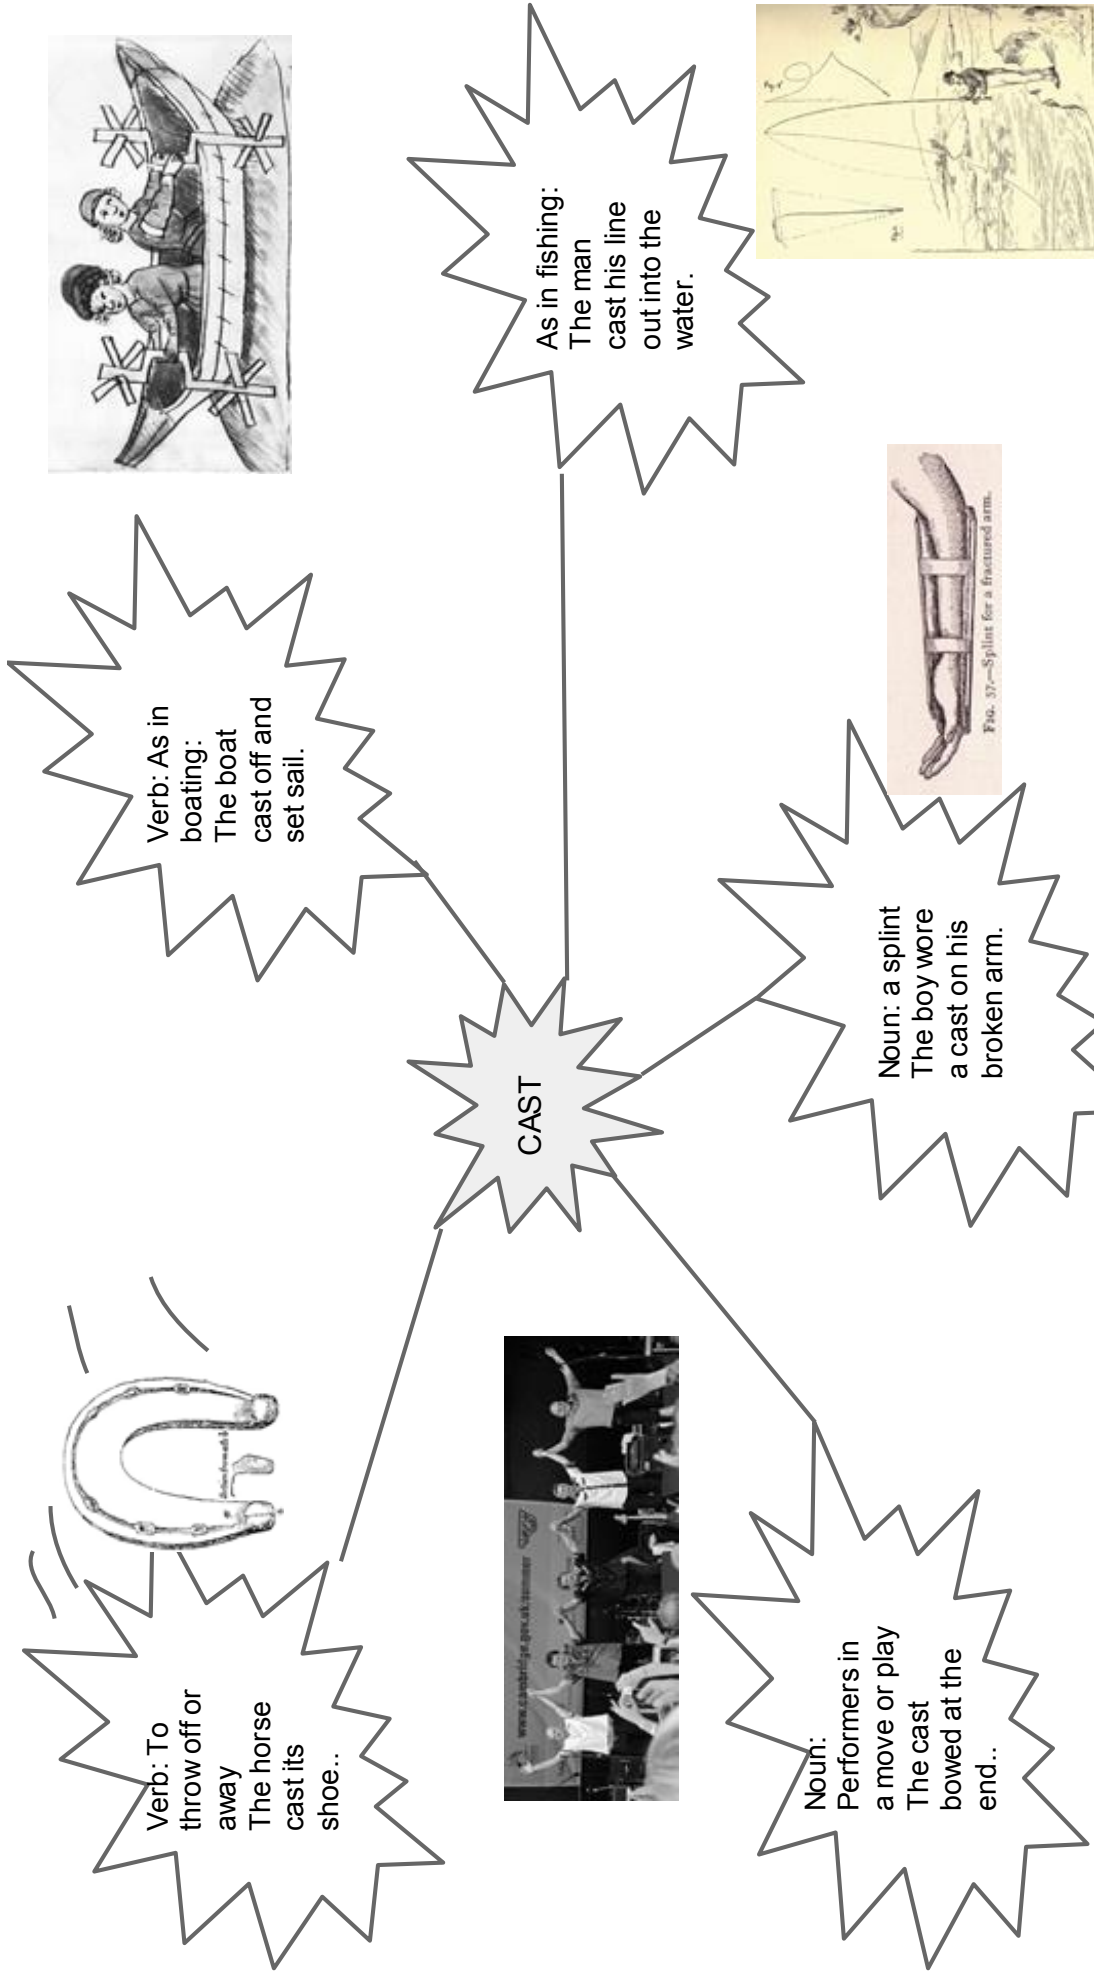 Verb: To
throw off or
away
The horse
cast its
shoe..
Verb: As in
boating:
The boat
cast off and
set sail.
www.cambridge.gov.uk/summer
CAST
As in fishing:
The man
cast his line
out into the
water.
Noun:
Performers in
a move or play
The cast
bowed at the
end..
Noun: a splint
The boy wore
a cast on his
broken arm.
FIG. 37.—Splint for a fractured arm.